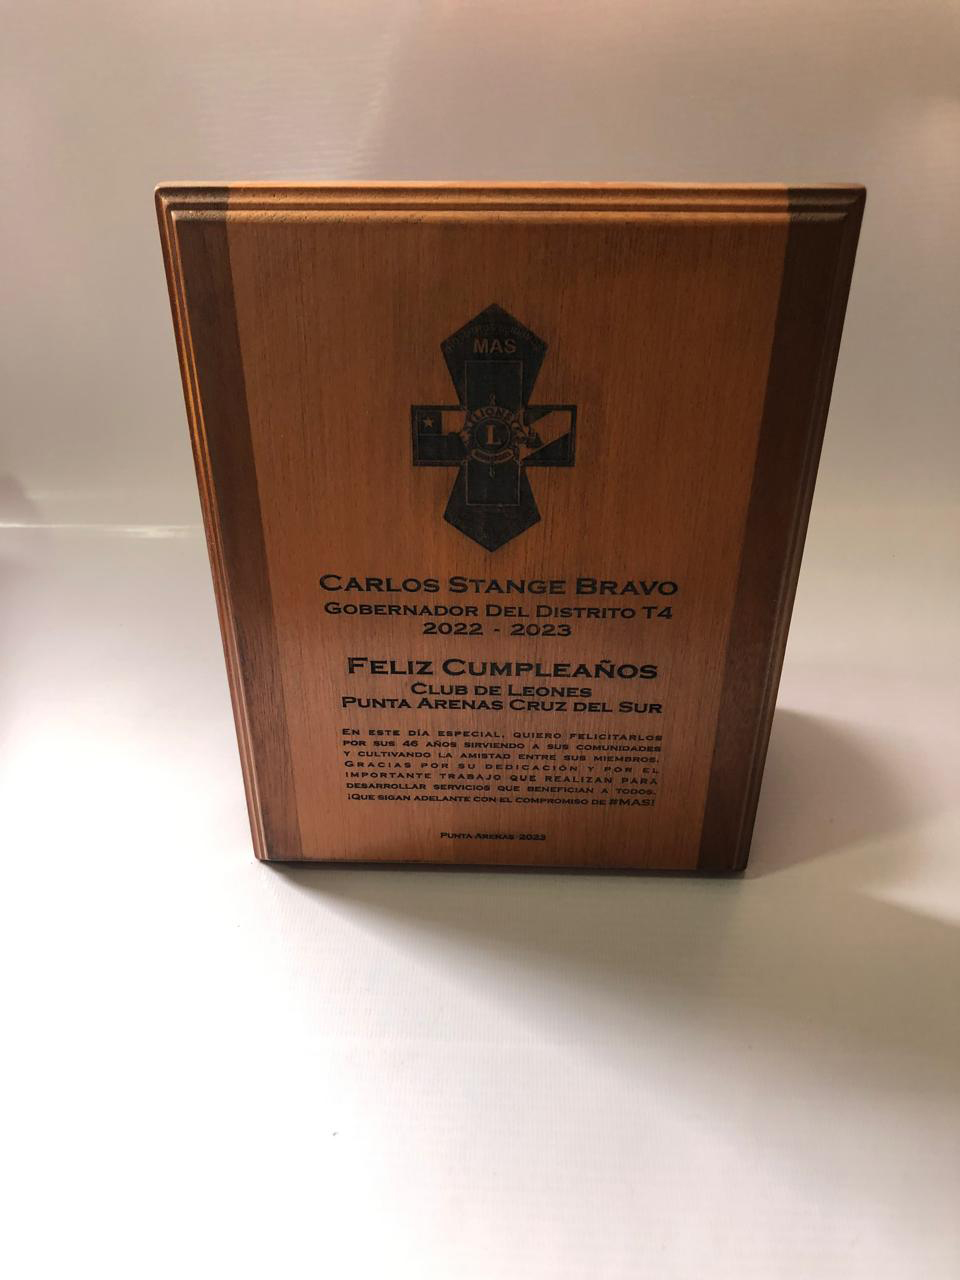 MAS
LIONS
L
CARLOS STANGE BRAVO
GOBERNADOR DEL DISTRITO T4
2022 - 2023
FELIZ CUMPLEAÑOS
CLUB DE LEONES
PUNTA ARENAS CRUZ DEL SUR
EN ESTE DÍA ESPECIAL, QUIERO FELICITARLOS
POR SUS 46 AÑOS SIRVIENDO A SUS COMUNIDADES
Y CULTIVANDO LA AMISTAD ENTRE SUS MIEMBROS.
GRACIAS POR SU DEDICACIÓN Y POR EL
IMPORTANTE TRABAJO QUE REALIZAN PARA
DESARROLLAR SERVICIOS QUE BENEFICIAN A TODOS.
¡QUE SIGAN ADELANTE CON EL COMPROMISO DE #MAS!
PUNTA ARENAS 2023